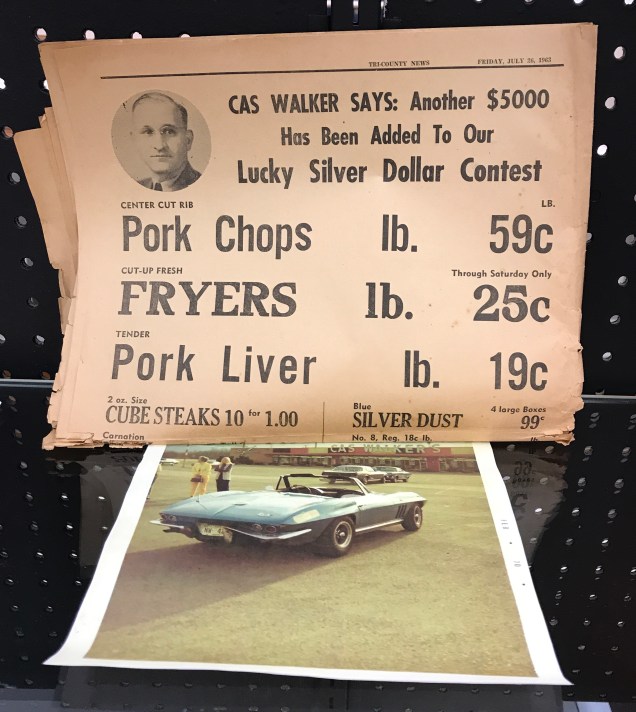 TRI-COUNTY NEWS
FRIDAY, JULY 26, 1963
CAS WALKER SAYS: Another $5000
Has Been Added To Our
Lucky Silver Dollar Contest
CENTER CUT RIB
LB.
Pork Chops lb. 59c
CUT-UP FRESH
Through Saturday Only
FRYERS lb. 25c
TENDER
Pork Liver lb. 19c
2 oz. Size
CUBE STEAKS 10 for 1.00
Blue
4 large Boxes
SILVER DUST 99c
Carnation
No. 8, Reg. 18c lb.
lb.
CAS WALKER'S